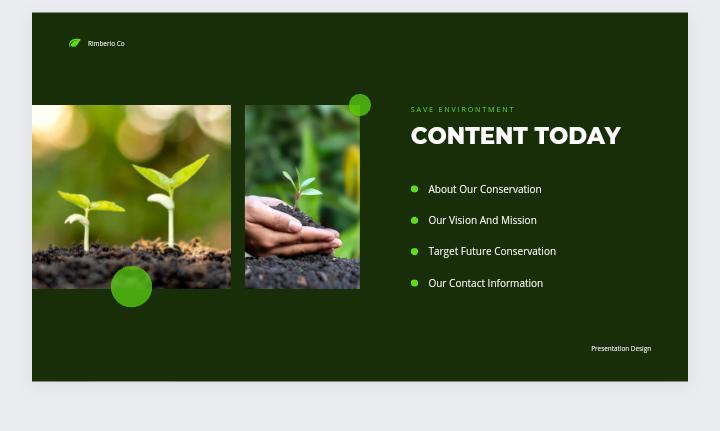 Rimberio Co
SAVE ENVIRONTMENT
CONTENT TODAY
About Our Conservation
Our Vision And Mission
Target Future Conservation
Our Contact Information
Presentation Design